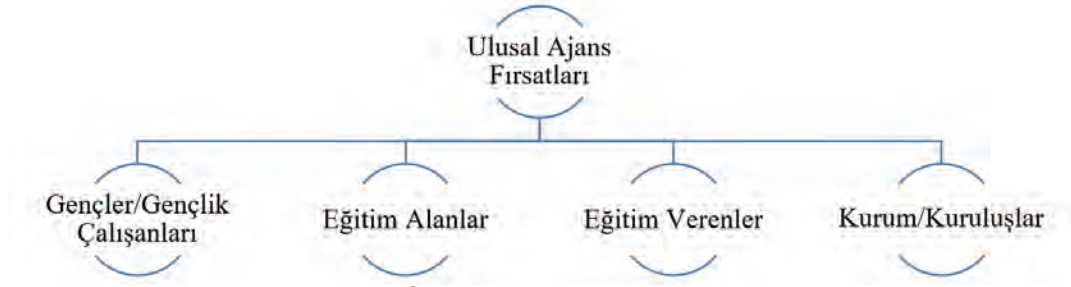 Ulusal Ajans
Fırsatları
Gençler/Gençlik
Çalışanları
Eğitim Alanlar
Eğitim Verenler
Kurum/Kuruluşlar